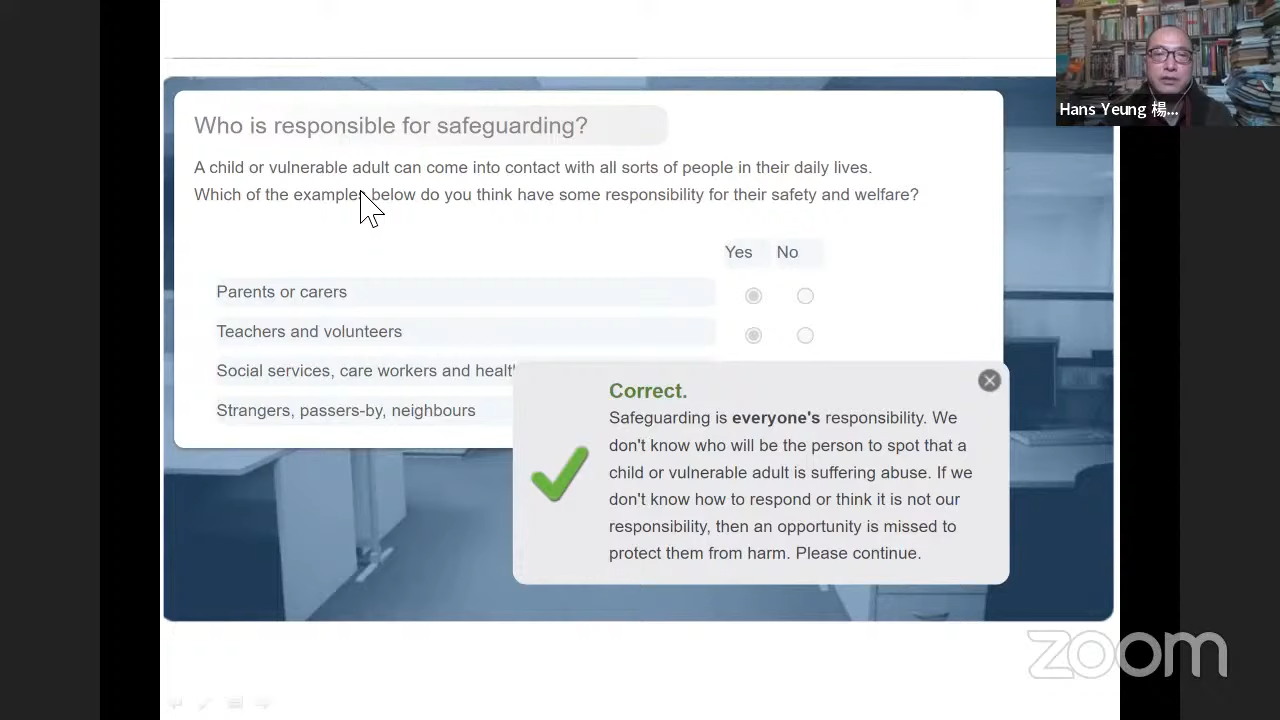 Hans Yeung 楊...
Who is responsible for safeguarding?
A child or vulnerable adult can come into contact with all sorts of people in their daily lives.
Which of the examples below do you think have some responsibility for their safety and welfare?
Yes No
Parents or carers
Teachers and volunteers
Social services, care workers and healt
Strangers, passers-by, neighbours
Correct.
Safeguarding is everyone's responsibility. We
don't know who will be the person to spot that a
child or vulnerable adult is suffering abuse. If we
don't know how to respond or think it is not our
responsibility, then an opportunity is missed to
protect them from harm. Please continue.
zoom